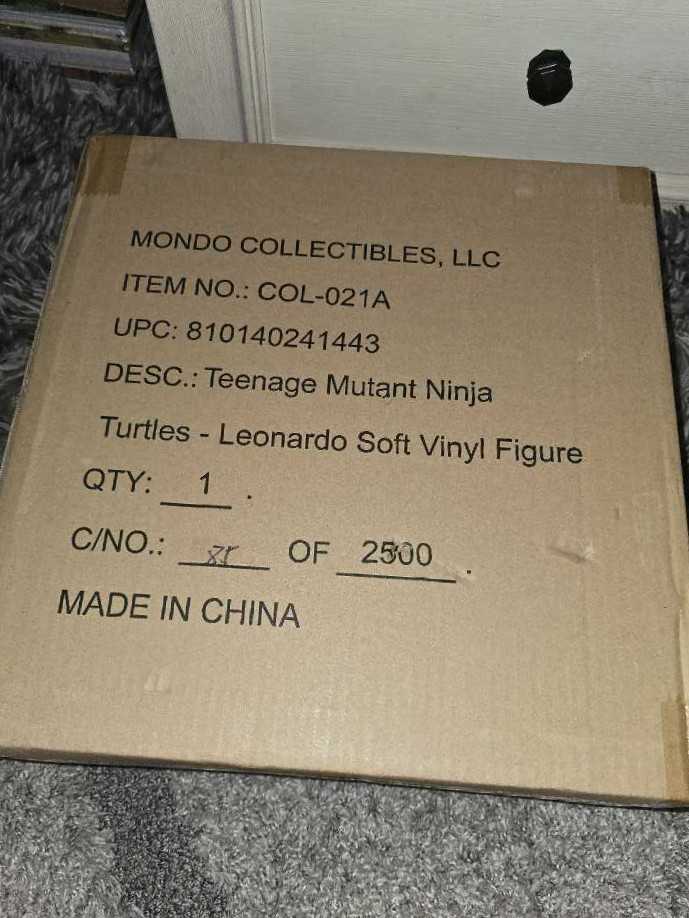 MONDO COLLECTIBLES, LLC
ITEM NO.: COL-021A
UPC: 810140241443
DESC.: Teenage Mutant Ninja
Turtles - Leonardo Soft Vinyl Figure
QTY: 1 .
C/NO.: OF 2500 .
MADE IN CHINA